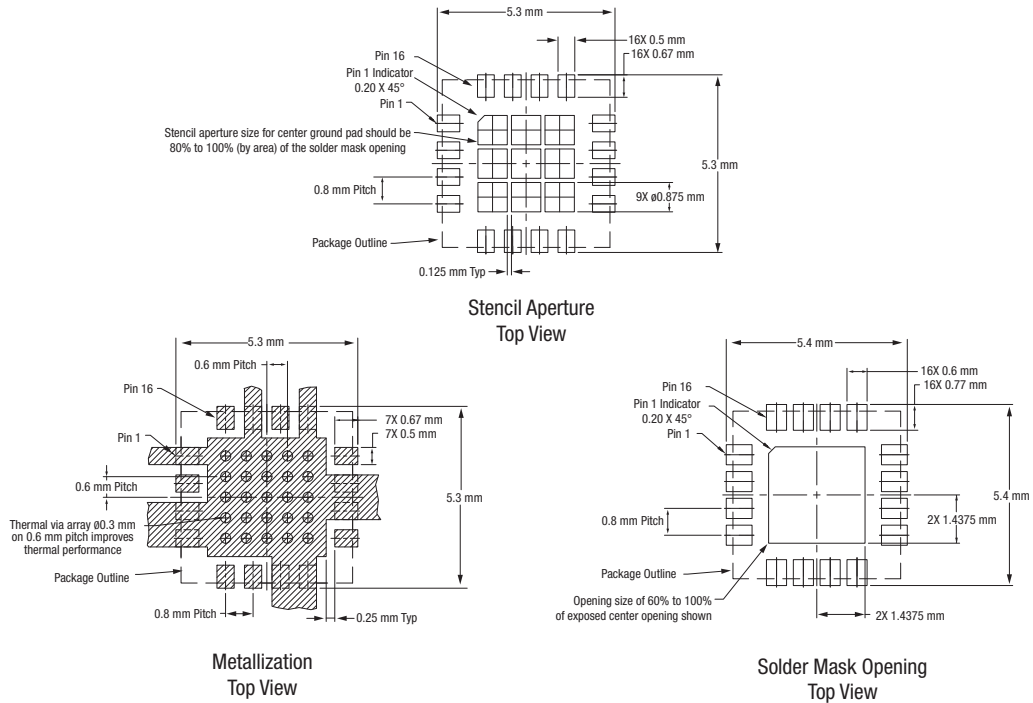 5.3 mm
16X 0.5 mm
16X 0.67 mm
Pin 16
Pin 1 Indicator
0.20 X 45°
Pin 1
Stencil aperture size for center ground pad should be
80% to 100% (by area) of the solder mask opening
5.3 mm
0.8 mm Pitch
9X ø0.875 mm
Package Outline
0.125 mm Typ
Stencil Aperture
Top View
5.3 mm
0.6 mm Pitch
Pin 16
7X 0.67 mm
7X 0.5 mm
Pin 1
0.6 mm Pitch
5.3 mm
Thermal via array ø0.3 mm
on 0.6 mm pitch improves
thermal performance
Package Outline
0.8 mm Pitch
0.25 mm Typ
Metallization
Top View
5.4 mm
16X 0.6 mm
16X 0.77 mm
Pin 16
Pin 1 Indicator
0.20 X 45°
Pin 1
5.4 mm
0.8 mm Pitch
2X 1.4375 mm
Package Outline
Opening size of 60% to 100%
of exposed center opening shown
2X 1.4375 mm
Solder Mask Opening
Top View